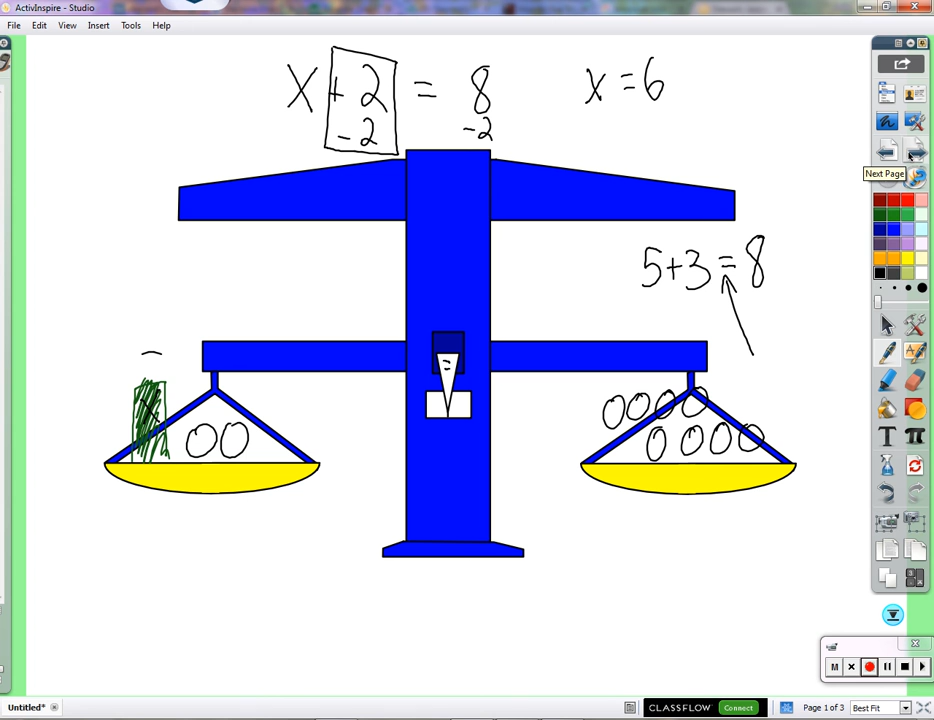 ActivInspire - Studio
File Edit View Insert Tools Help
X + 2 = 8
-2 -2
x = 6
Next Page
5+3 = 8
=
X
M
Untitled*
CLASSFLOW Connect
Page 1 of 3
Best Fit